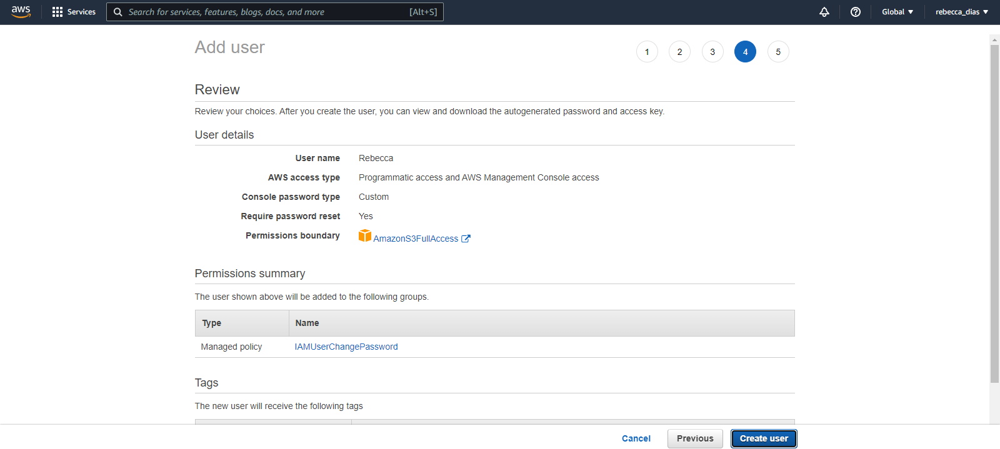 aws Services Search for services, features, blogs, docs, and more [Alt+S] Global rebecca_dias
Add user 1 2 3 4 5
Review
Review your choices. After you create the user, you can view and download the autogenerated password and access key.
User details
User name Rebecca
AWS access type Programmatic access and AWS Management Console access
Console password type Custom
Require password reset Yes
Permissions boundary AmazonS3FullAccess
Permissions summary
The user shown above will be added to the following groups.
Type Name
Managed policy IAMUserChangePassword
Tags
The new user will receive the following tags
Cancel Previous Create user